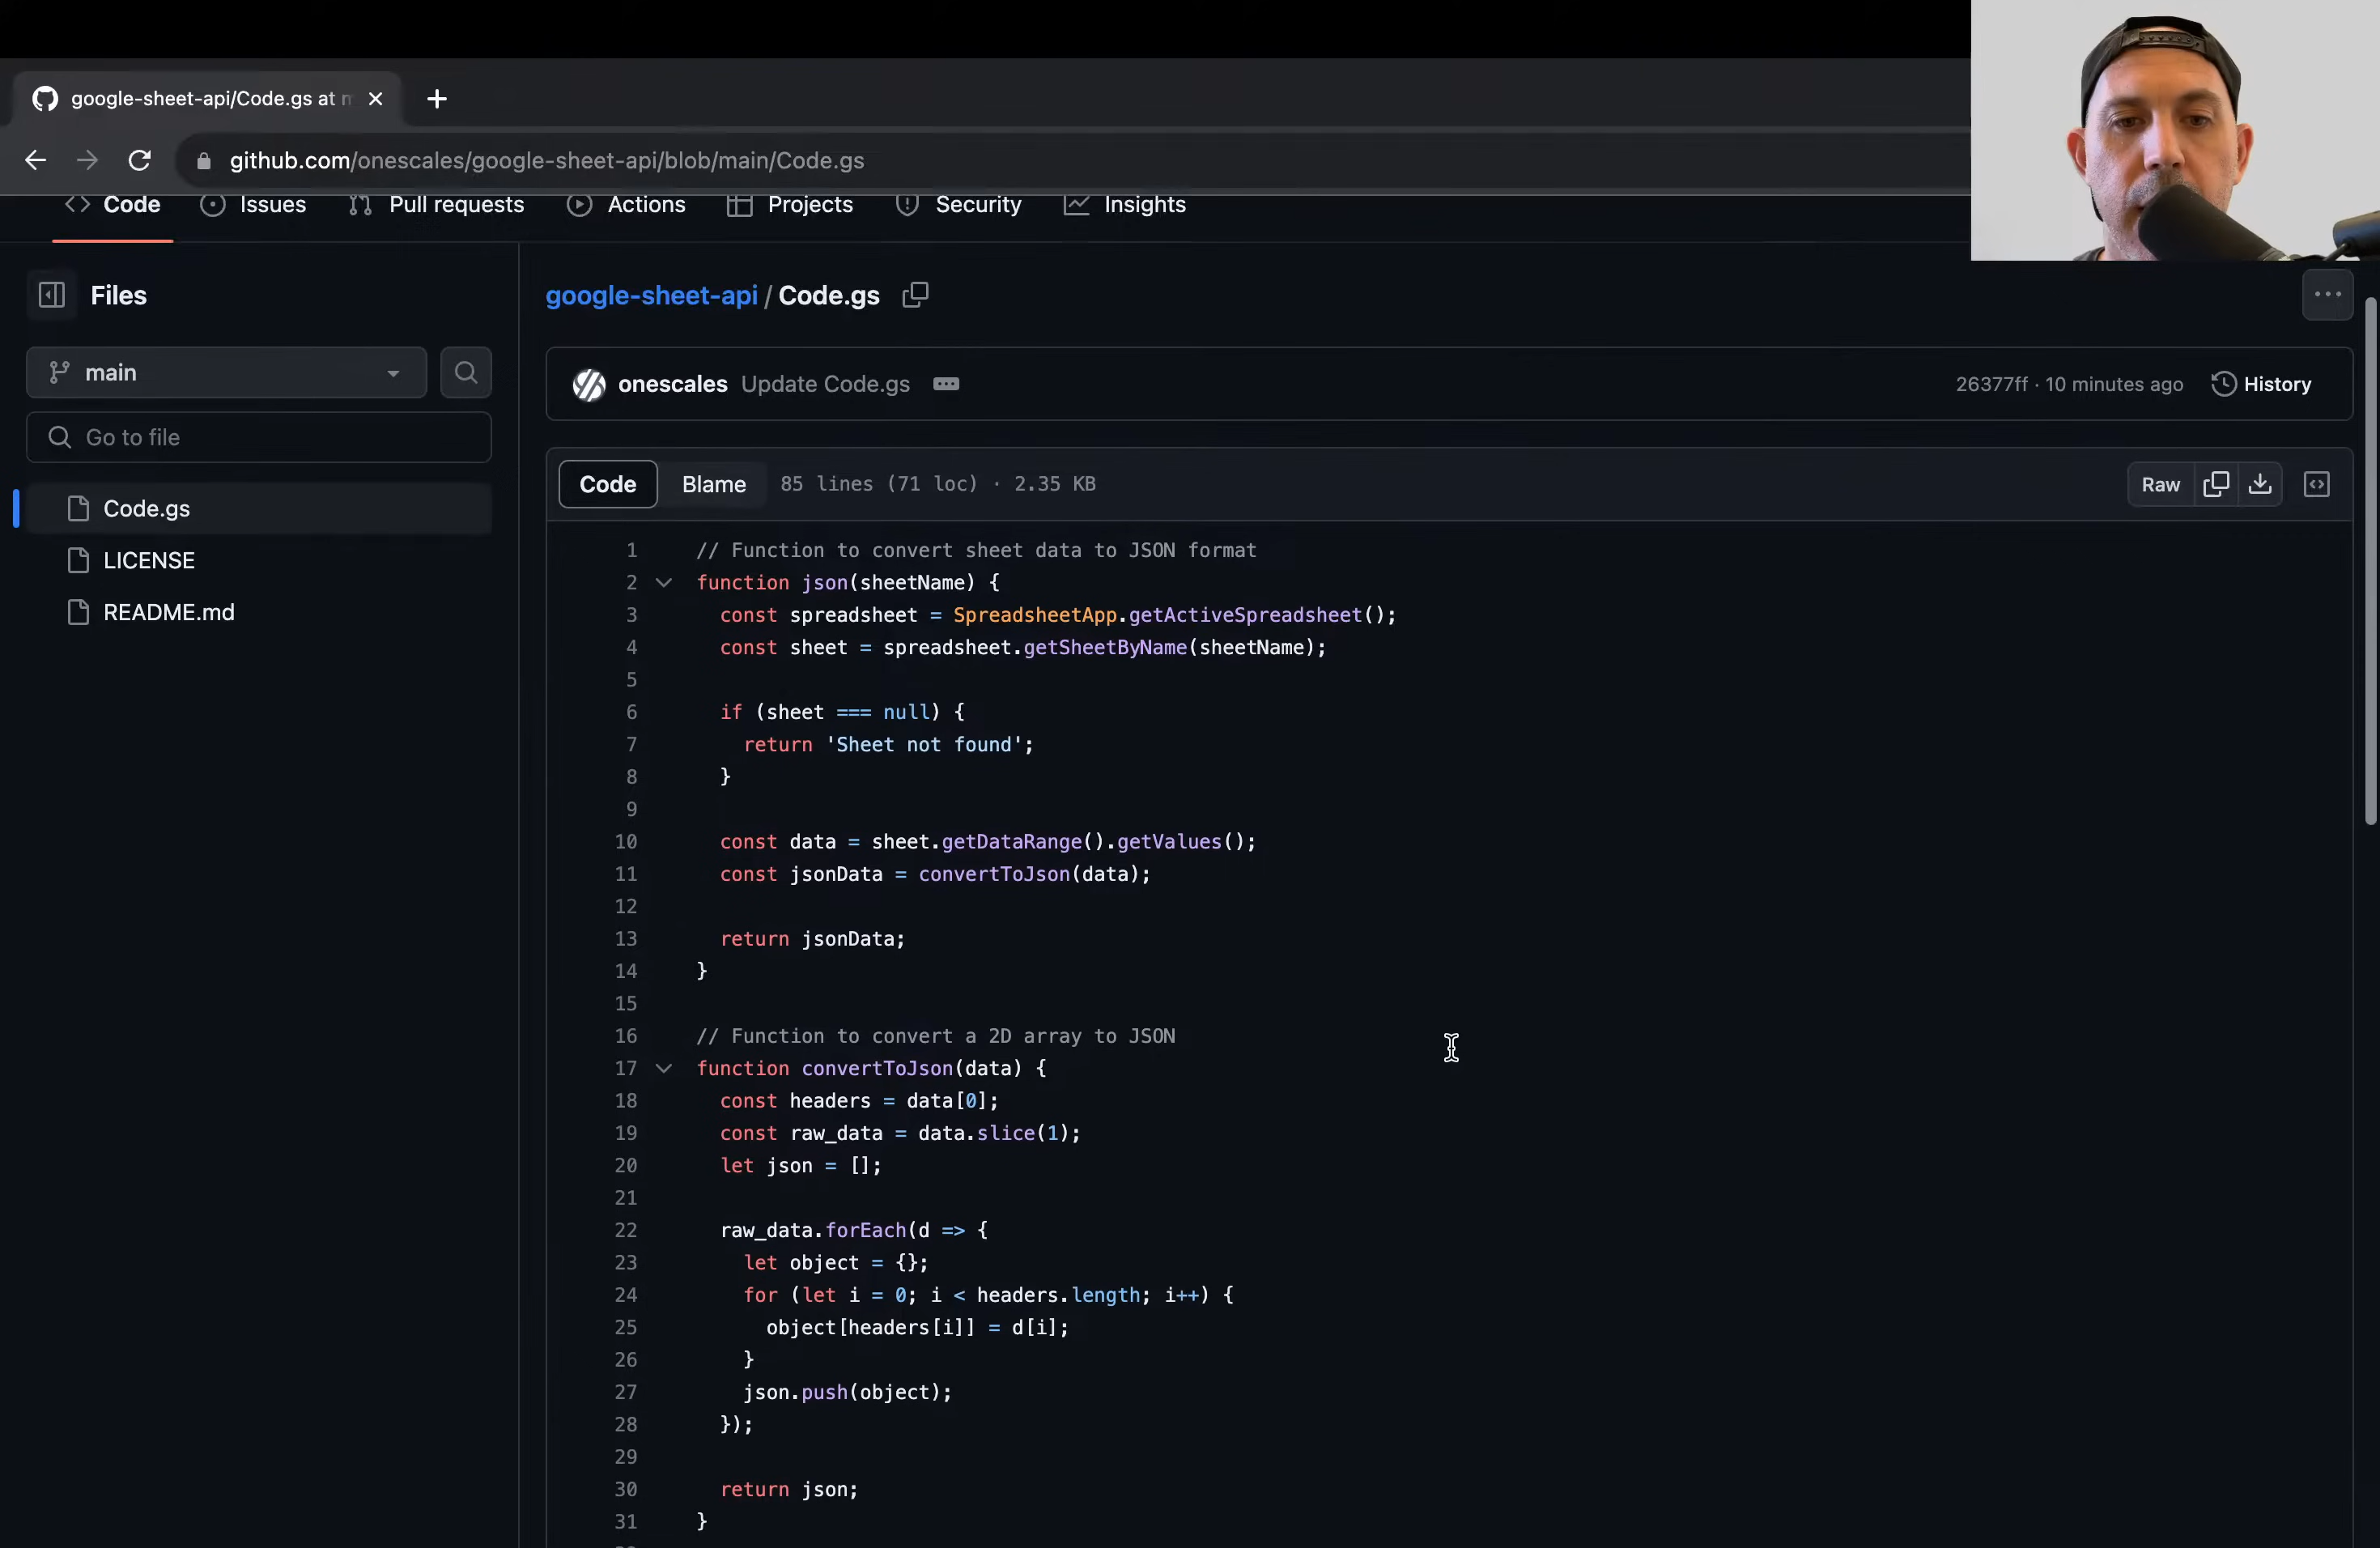 google-sheet-api/Code.gs at
github.com/onescales/google-sheet-api/blob/main/Code.gs
Code Issues Pull requests Actions Projects Security Insights
Files
main
Go to file
Code.gs
LICENSE
README.md
google-sheet-api / Code.gs
onescales Update Code.gs 26377ff · 10 minutes ago History
Code Blame 85 lines (71 loc) · 2.35 KB Raw
1 // Function to convert sheet data to JSON format
2 function json(sheetName) {
3 const spreadsheet = SpreadsheetApp.getActiveSpreadsheet();
4 const sheet = spreadsheet.getSheetByName(sheetName);
5
6 if (sheet === null) {
7 return 'Sheet not found';
8 }
9
10 const data = sheet.getDataRange().getValues();
11 const jsonData = convertToJson(data);
12
13 return jsonData;
14 }
15
16 // Function to convert a 2D array to JSON
17 function convertToJson(data) {
18 const headers = data[0];
19 const raw_data = data.slice(1);
20 let json = [];
21
22 raw_data.forEach(d => {
23 let object = {};
24 for (let i = 0; i < headers.length; i++) {
25 object[headers[i]] = d[i];
26 }
27 json.push(object);
28 });
29
30 return json;
31 }